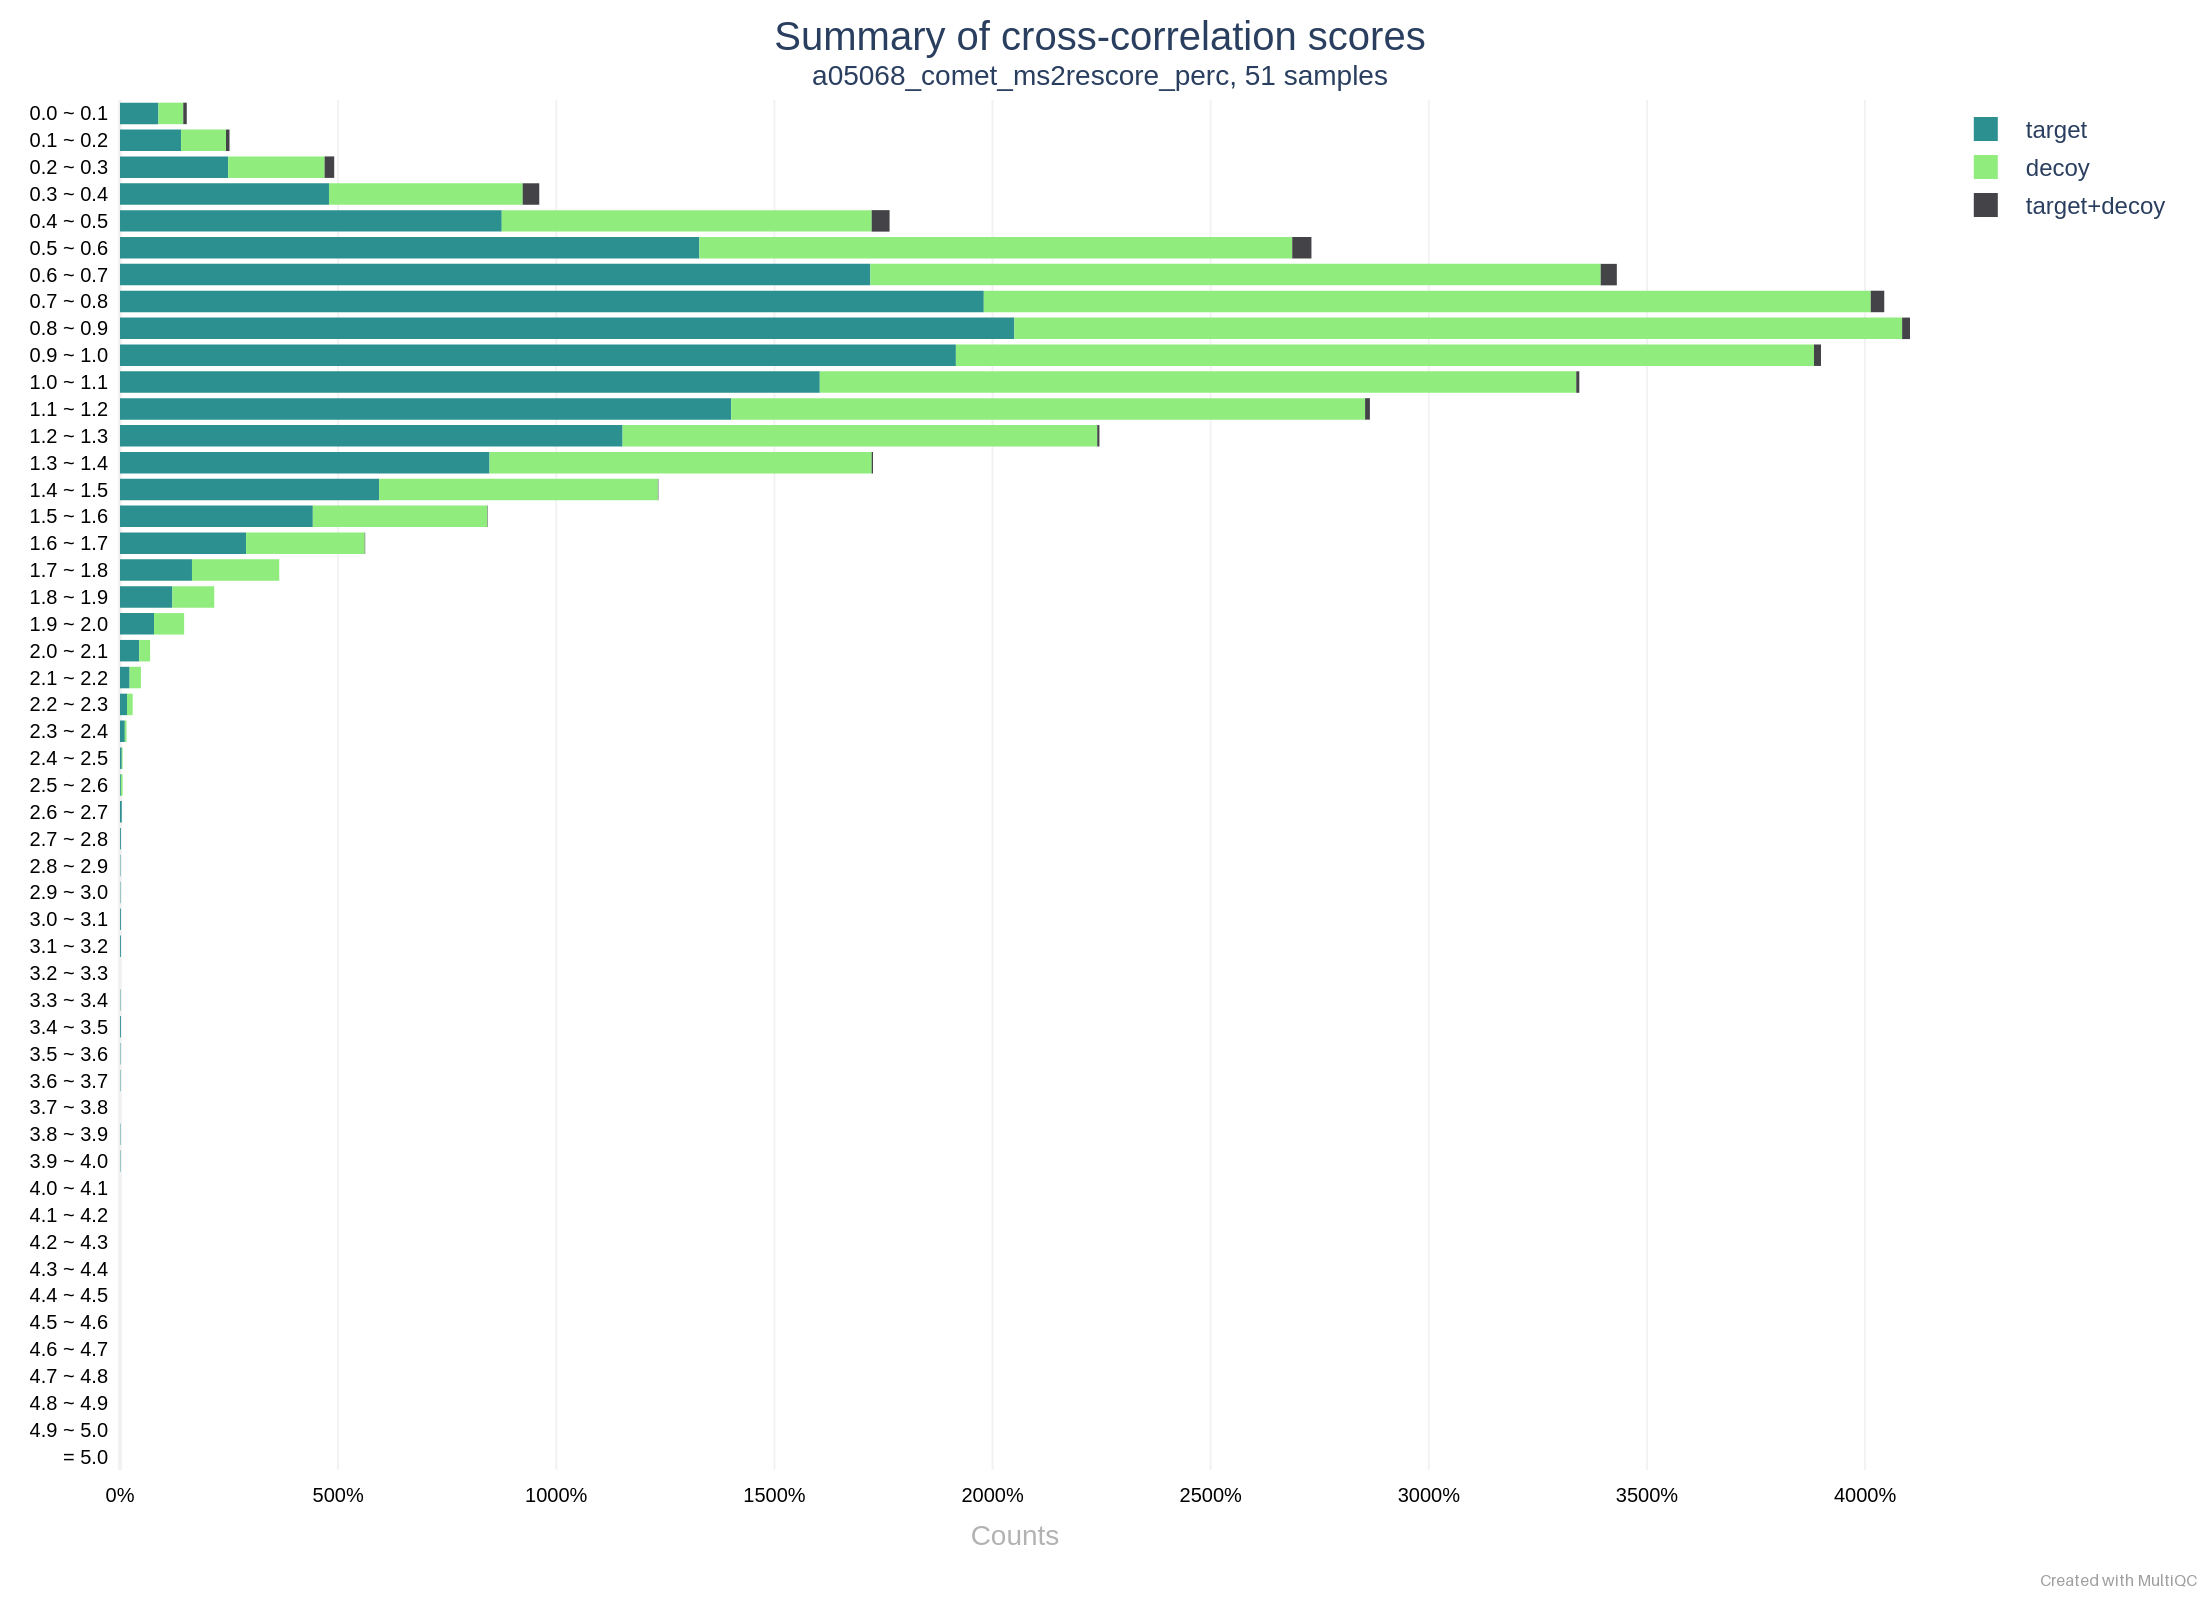 Summary of cross-correlation scores
a05068_comet_ms2rescore_perc, 51 samples
0.0 ~ 0.1
0.1 ~ 0.2
0.2 ~ 0.3
0.3 ~ 0.4
0.4 ~ 0.5
0.5 ~ 0.6
0.6 ~ 0.7
0.7 ~ 0.8
0.8 ~ 0.9
0.9 ~ 1.0
1.0 ~ 1.1
1.1 ~ 1.2
1.2 ~ 1.3
1.3 ~ 1.4
1.4 ~ 1.5
1.5 ~ 1.6
1.6 ~ 1.7
1.7 ~ 1.8
1.8 ~ 1.9
1.9 ~ 2.0
2.0 ~ 2.1
2.1 ~ 2.2
2.2 ~ 2.3
2.3 ~ 2.4
2.4 ~ 2.5
2.5 ~ 2.6
2.6 ~ 2.7
2.7 ~ 2.8
2.8 ~ 2.9
2.9 ~ 3.0
3.0 ~ 3.1
3.1 ~ 3.2
3.2 ~ 3.3
3.3 ~ 3.4
3.4 ~ 3.5
3.5 ~ 3.6
3.6 ~ 3.7
3.7 ~ 3.8
3.8 ~ 3.9
3.9 ~ 4.0
4.0 ~ 4.1
4.1 ~ 4.2
4.2 ~ 4.3
4.3 ~ 4.4
4.4 ~ 4.5
4.5 ~ 4.6
4.6 ~ 4.7
4.7 ~ 4.8
4.8 ~ 4.9
4.9 ~ 5.0
= 5.0
0% 500% 1000% 1500% 2000% 2500% 3000% 3500% 4000%
Counts
target
decoy
target+decoy
Created with MultiQC